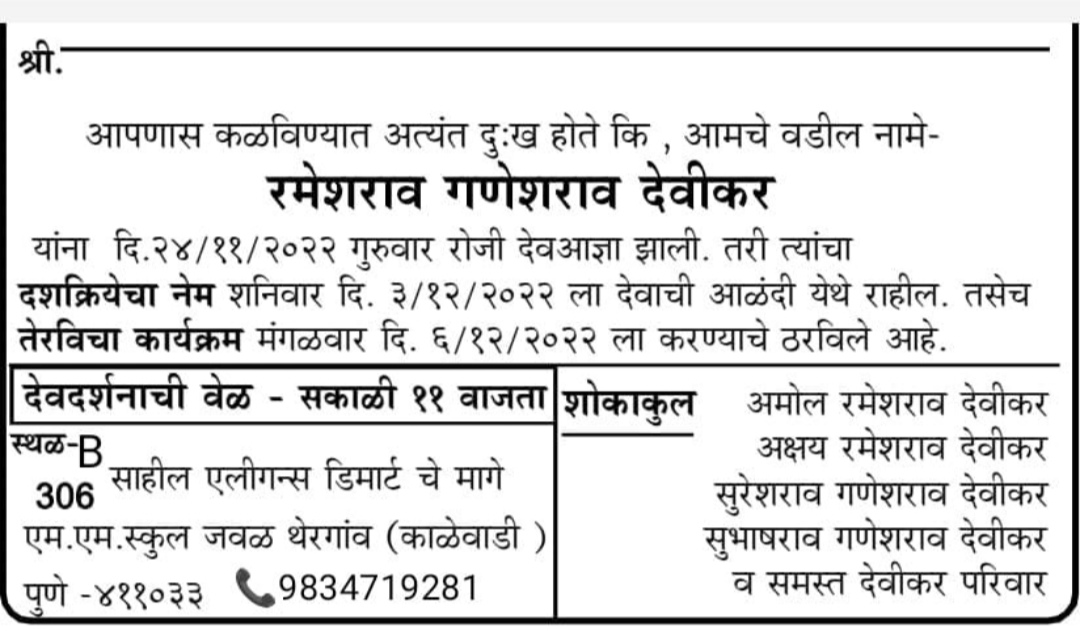 श्री.
आपणास कळविण्यात अत्यंत दुःख होते कि , आमचे वडील नामे-
रमेशराव गणेशराव देवीकर
यांना दि.२४/११/२०२२ गुरुवार रोजी देवआज्ञा झाली. तरी त्यांचा
दशक्रियेचा नेम शनिवार दि. ३/१२/२०२२ ला देवाची आळंदी येथे राहील. तसेच
तेरविचा कार्यक्रम मंगळवार दि. ६/१२/२०२२ ला करण्याचे ठरविले आहे.
देवदर्शनाची वेळ - सकाळी ११ वाजता
स्थळ-B
306 साहील एलीगन्स डिमार्ट चे मागे
एम.एम.स्कुल जवळ थेरगांव (काळेवाडी )
पुणे -४११०३३ 9834719281
शोकाकुल अमोल रमेशराव देवीकर
अक्षय रमेशराव देवीकर
सुरेशराव गणेशराव देवीकर
सुभाषराव गणेशराव देवीकर
व समस्त देवीकर परिवार